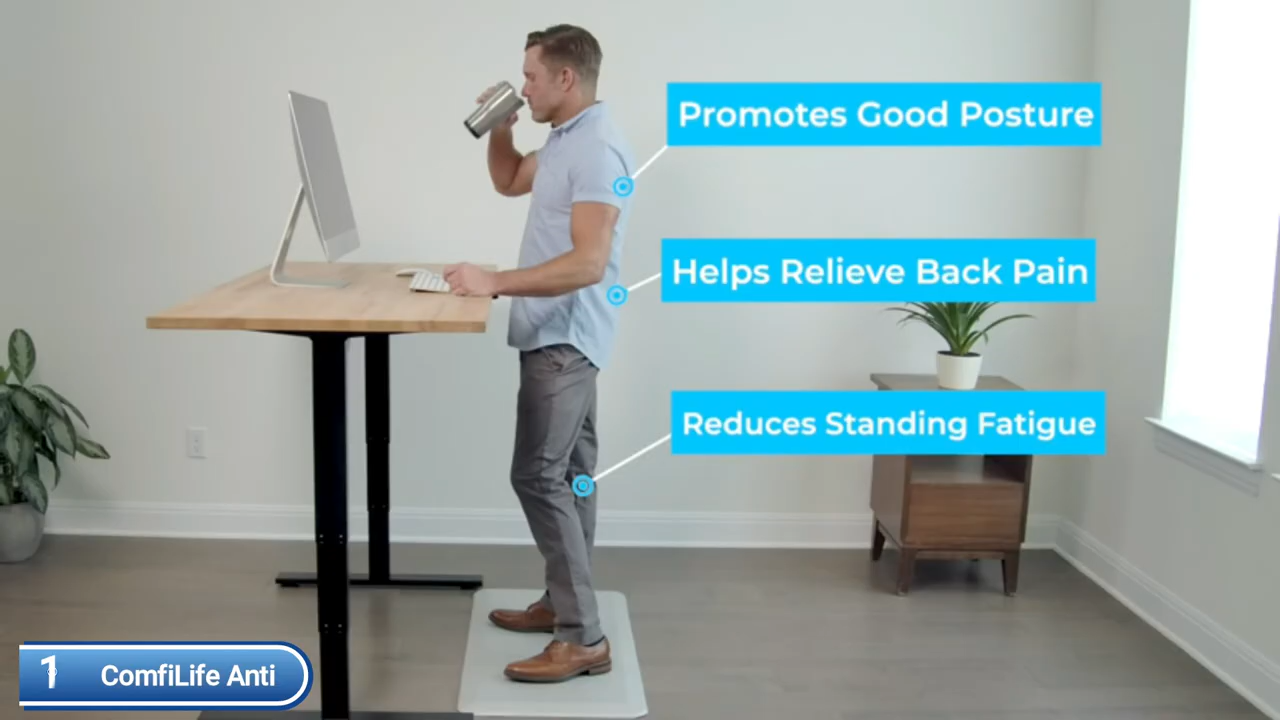 Promotes Good Posture
Helps Relieve Back Pain
Reduces Standing Fatigue
1 ComfiLife Anti